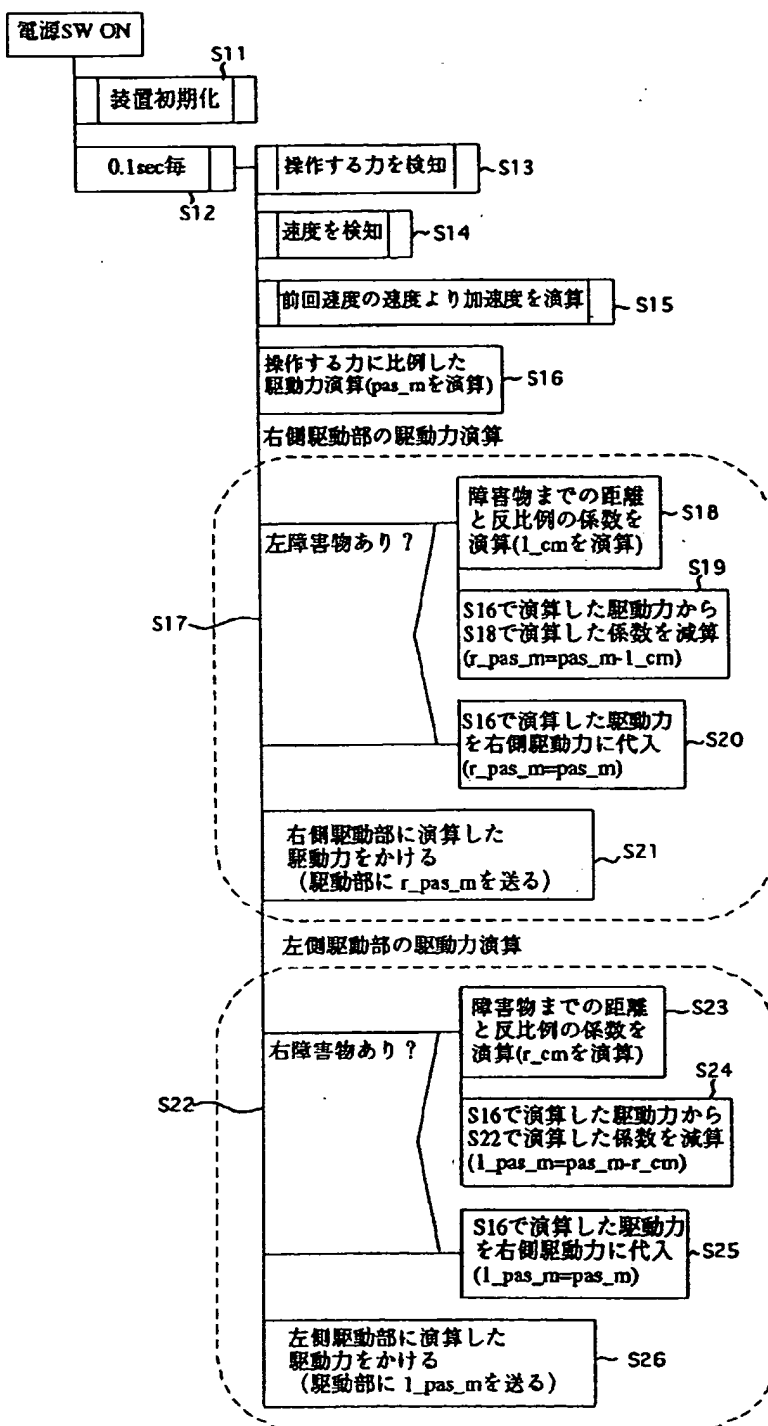 電源SW ON
S11
装置初期化
0.1sec毎
S12
操作する力を検知
S13
速度を検知
S14
前回速度の速度より加速度を演算
S15
操作する力に比例した
駆動力演算(pas_mを演算)
S16
右側駆動部の駆動力演算
S17
左障害物あり？
障害物までの距離
と反比例の係数を
演算(l_cmを演算)
S18
S19
S16で演算した駆動力から
S18で演算した係数を減算
(r_pas_m=pas_m-l_cm)
S16で演算した駆動力
を右側駆動力に代入
(r_pas_m=pas_m)
S20
右側駆動部に演算した
駆動力をかける
（駆動部に r_pas_mを送る）
S21
左側駆動部の駆動力演算
S22
右障害物あり？
障害物までの距離
と反比例の係数を
演算(r_cmを演算)
S23
S24
S16で演算した駆動力から
S22で演算した係数を減算
(l_pas_m=pas_m-r_cm)
S16で演算した駆動力
を右側駆動力に代入
(l_pas_m=pas_m)
S25
左側駆動部に演算した
駆動力をかける
（駆動部に l_pas_mを送る）
S26